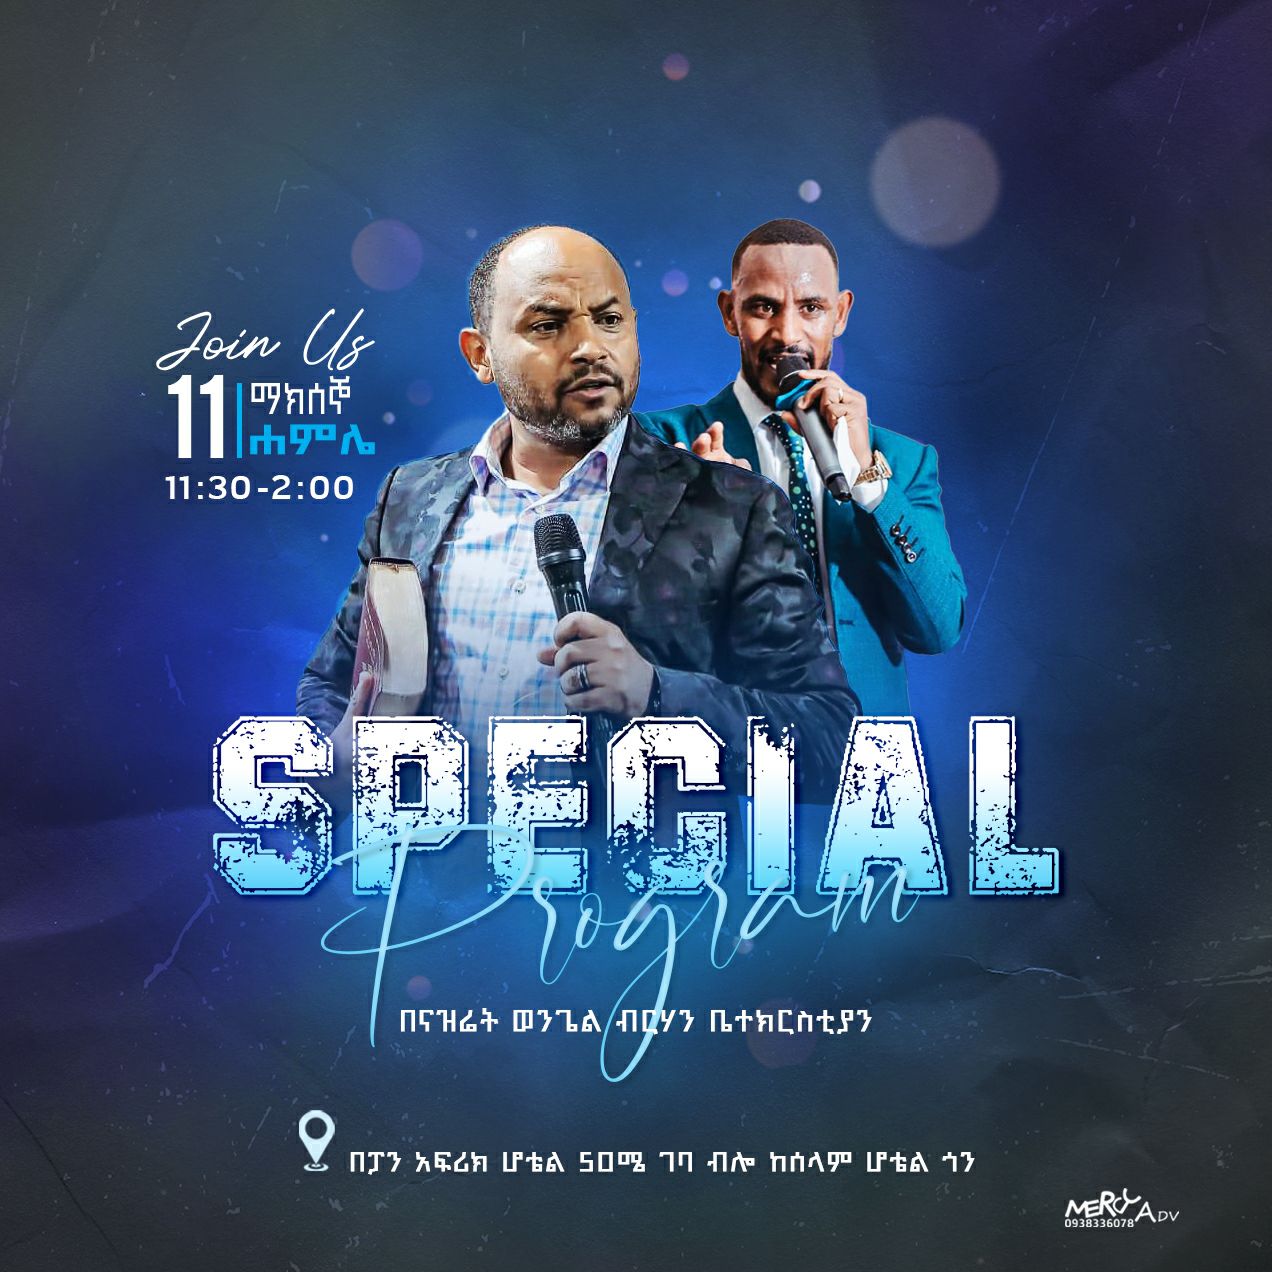 Join Us
11
ማክሰኞ
ሐምሌ
11:30-2:00
SPECIAL
Program
በናዝሬት ወንጌል ብርሃን ቤተክርስቲያን
በፓን አፍሪክ ሆቴል 50ሜ ገባ ብሎ ከሰላም ሆቴል ጎን
MERCY ADV
0938336078